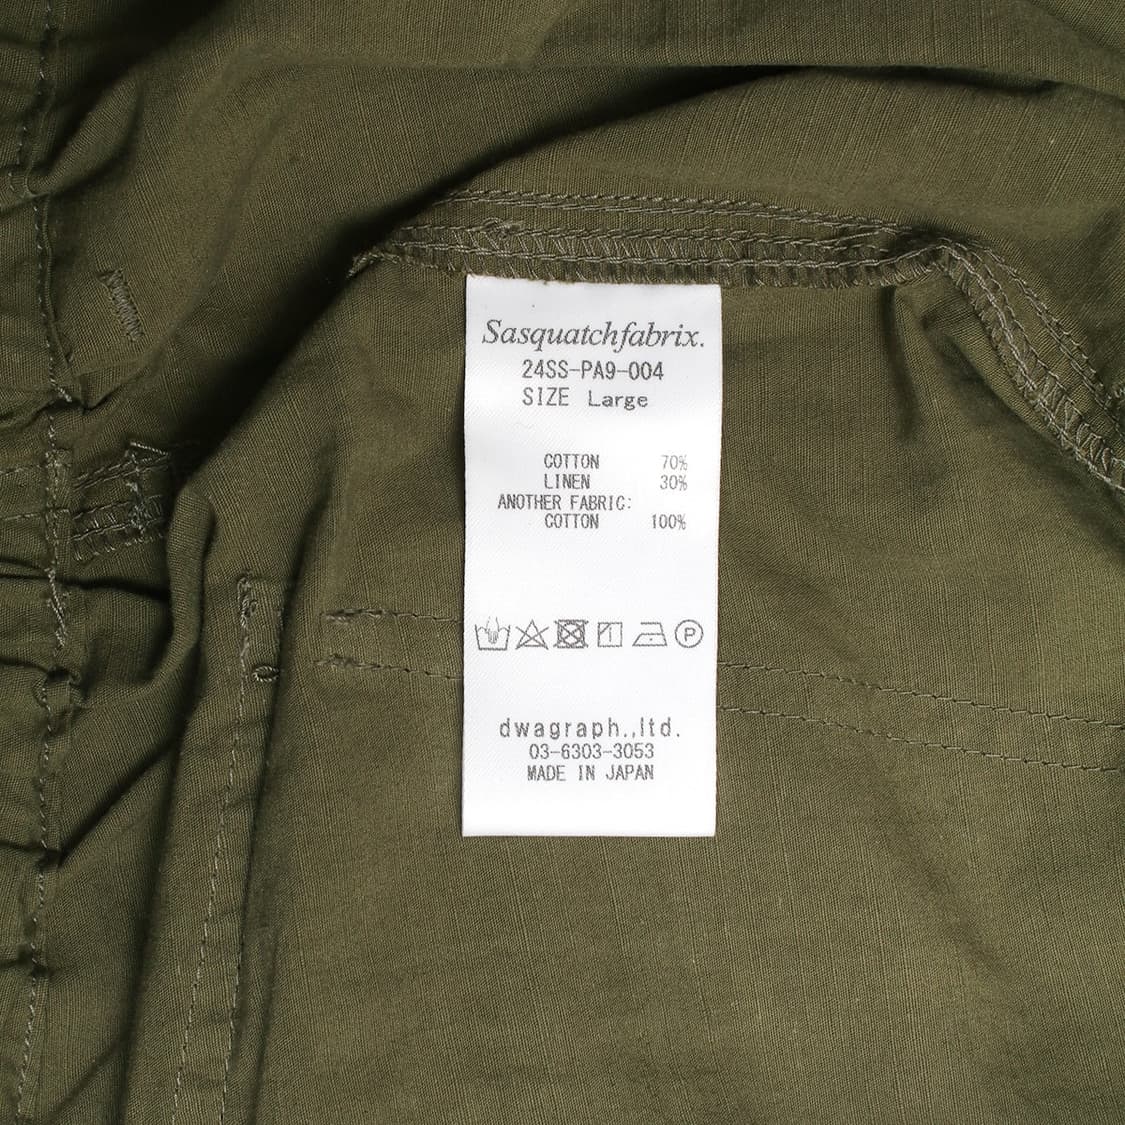 Sasquatchfabrix.
24SS-PA9-004
SIZE Large
COTTON 70%
LINEN 30%
ANOTHER FABRIC:
COTTON 100%
P
dwagraph.,ltd.
03-6303-3053
MADE IN JAPAN